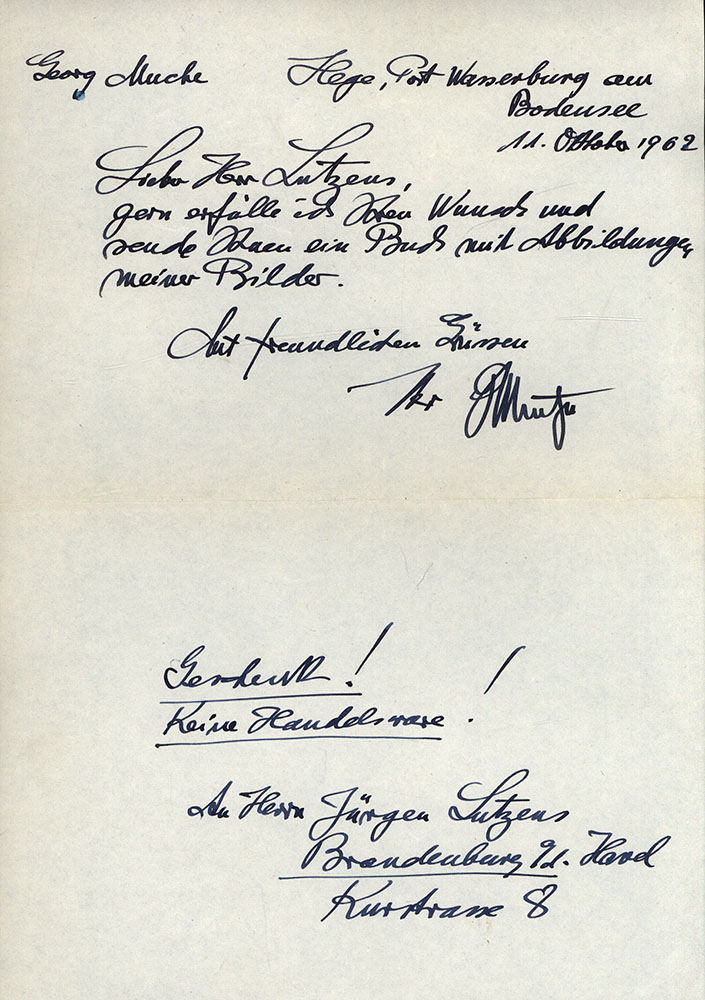 Georg Muche Hege, Post Wasserburg am
Bodensee
11. Oktober 1962
Lieber Herr Lutzens,
gern erfülle ich Ihren Wunsch und
sende Ihnen ein Buch mit Abbildungen
meiner Bilder.
Mit freundlichen Grüssen
Ihr GMuche
Geschenk!
Keine Handelsware!
An Herrn Jürgen Lutzens
Brandenburg a/d. Havel
Kurstrasse 8